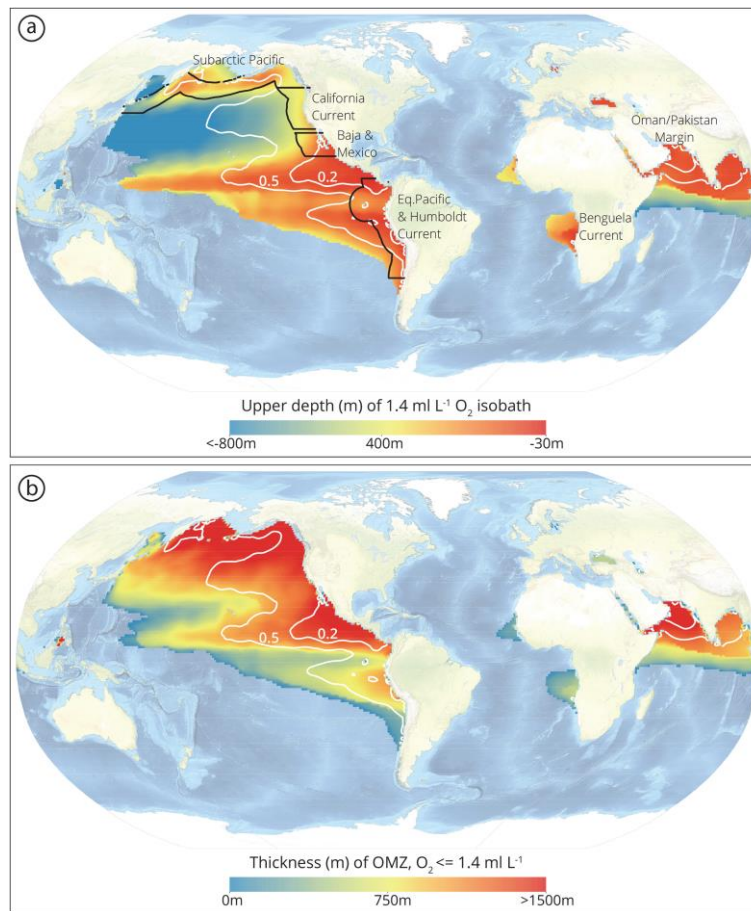 a
Subarctic Pacific
California
Current
Baja &
Mexico
Oman/Pakistan
Margin
0.5
0.2
Eq.Pacific
& Humboldt
Current
Benguela
Current
Upper depth (m) of 1.4 ml L⁻¹ O₂ isobath
<-800m
400m
-30m
b
0.5
0.2
Thickness (m) of OMZ, O₂ <= 1.4 ml L⁻¹
0m
750m
>1500m